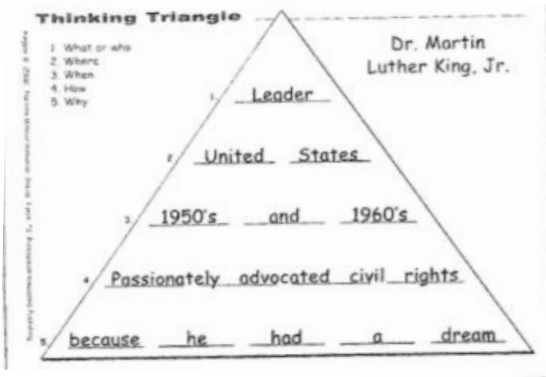 Thinking Triangle
Dr. Martin
Luther King, Jr.
1 What or who
2. Where
3. When
4. How
5. Why
1. Leader
2. United States
3. 1950's and 1960's
4. Passionately advocated civil rights
5. because he had a dream